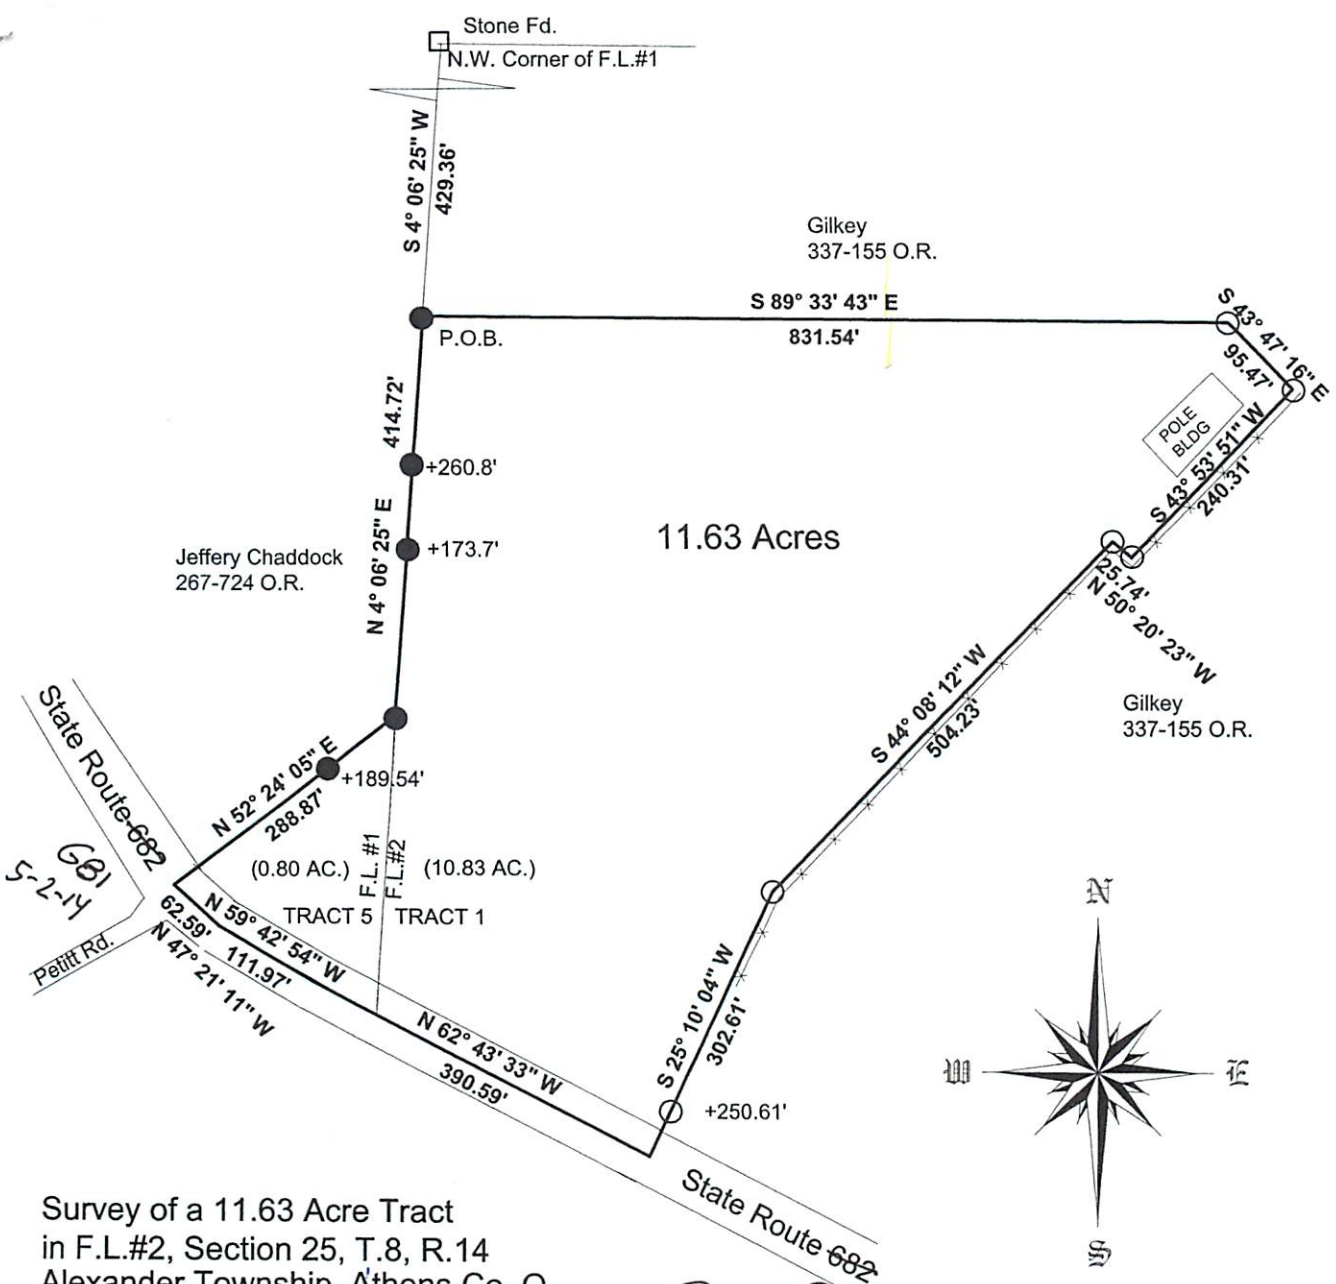 Stone Fd.
N.W. Corner of F.L.#1
S 4° 06' 25" W
429.36'
Gilkey
337-155 O.R.
S 89° 33' 43" E
831.54'
S 43° 47' 16" E
95.47'
P.O.B.
414.72'
+260.8'
+173.7'
N 4° 06' 25" E
Jeffery Chaddock
267-724 O.R.
11.63 Acres
POLE
BLDG
S 43° 53' 51" W
240.31'
25.74'
N 50° 20' 23" W
S 44° 08' 12" W
504.23'
Gilkey
337-155 O.R.
State Route 682
N 52° 24' 05" E
288.87'
+189.54'
(0.80 AC.)
F.L. #1
F.L.#2
(10.83 AC.)
TRACT 5
TRACT 1
5-2-14
Petitt Rd.
62.59'
N 47° 21' 11" W
N 59° 42' 54" W
111.97'
N 62° 43' 33" W
390.59'
S 25° 10' 04" W
302.61'
+250.61'
State Route 682
N
W
E
S
Survey of a 11.63 Acre Tract
in F.L.#2, Section 25, T.8, R.14
Alexander Township, Athens Co. O.